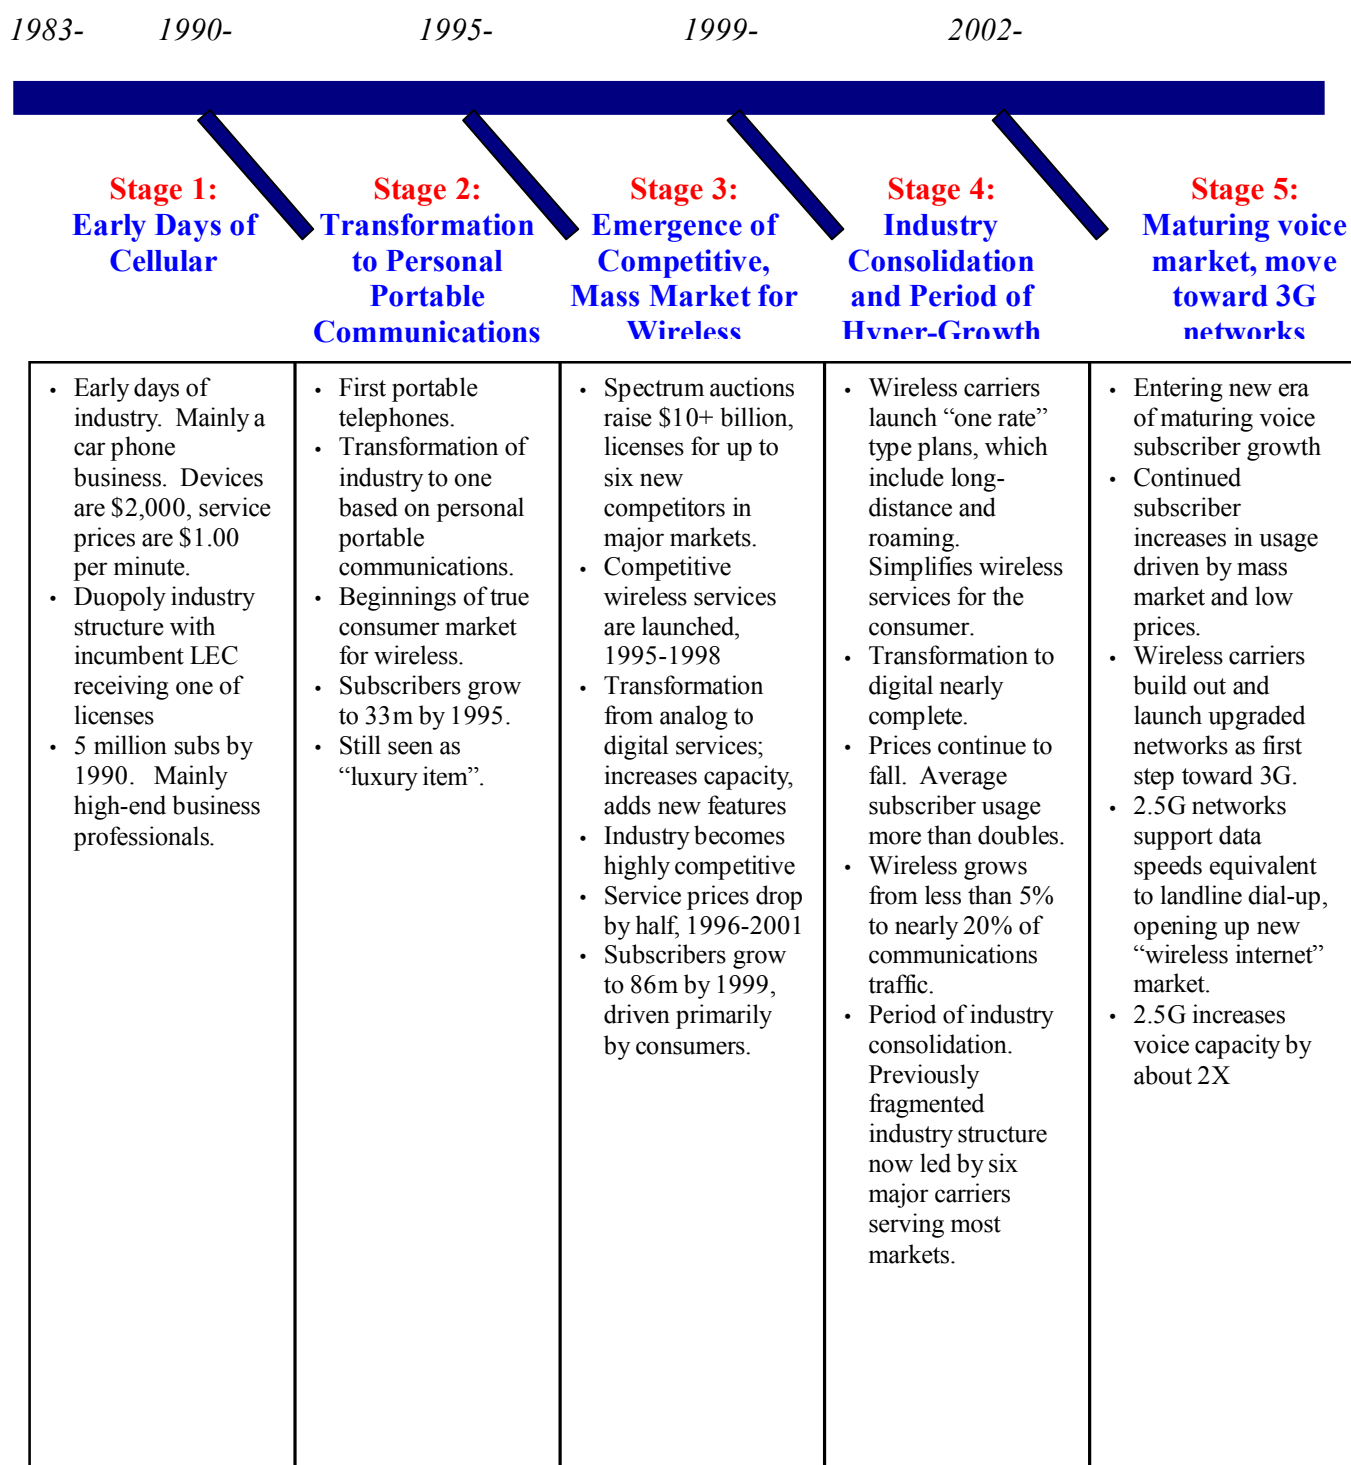 1983- 1990- 1995- 1999- 2002-
Stage 1:
Early Days of
Cellular
Stage 2:
Transformation
to Personal
Portable
Communications
Stage 3:
Emergence of
Competitive,
Mass Market for
Wireless
Stage 4:
Industry
Consolidation
and Period of
Hyper-Growth
Stage 5:
Maturing voice
market, move
toward 3G
networks
• Early days of
industry. Mainly a
car phone
business. Devices
are $2,000, service
prices are $1.00
per minute.
• Duopoly industry
structure with
incumbent LEC
receiving one of
licenses
• 5 million subs by
1990. Mainly
high-end business
professionals.
• First portable
telephones.
• Transformation of
industry to one
based on personal
portable
communications.
• Beginnings of true
consumer market
for wireless.
• Subscribers grow
to 33m by 1995.
• Still seen as
“luxury item”.
• Spectrum auctions
raise $10+ billion,
licenses for up to
six new
competitors in
major markets.
• Competitive
wireless services
are launched,
1995-1998
• Transformation
from analog to
digital services;
increases capacity,
adds new features
• Industry becomes
highly competitive
• Service prices drop
by half, 1996-2001
• Subscribers grow
to 86m by 1999,
driven primarily
by consumers.
• Wireless carriers
launch “one rate”
type plans, which
include long-
distance and
roaming.
Simplifies wireless
services for the
consumer.
• Transformation to
digital nearly
complete.
• Prices continue to
fall. Average
subscriber usage
more than doubles.
• Wireless grows
from less than 5%
to nearly 20% of
communications
traffic.
• Period of industry
consolidation.
Previously
fragmented
industry structure
now led by six
major carriers
serving most
markets.
• Entering new era
of maturing voice
subscriber growth
• Continued
subscriber
increases in usage
driven by mass
market and low
prices.
• Wireless carriers
build out and
launch upgraded
networks as first
step toward 3G.
• 2.5G networks
support data
speeds equivalent
to landline dial-up,
opening up new
“wireless internet”
market.
• 2.5G increases
voice capacity by
about 2X